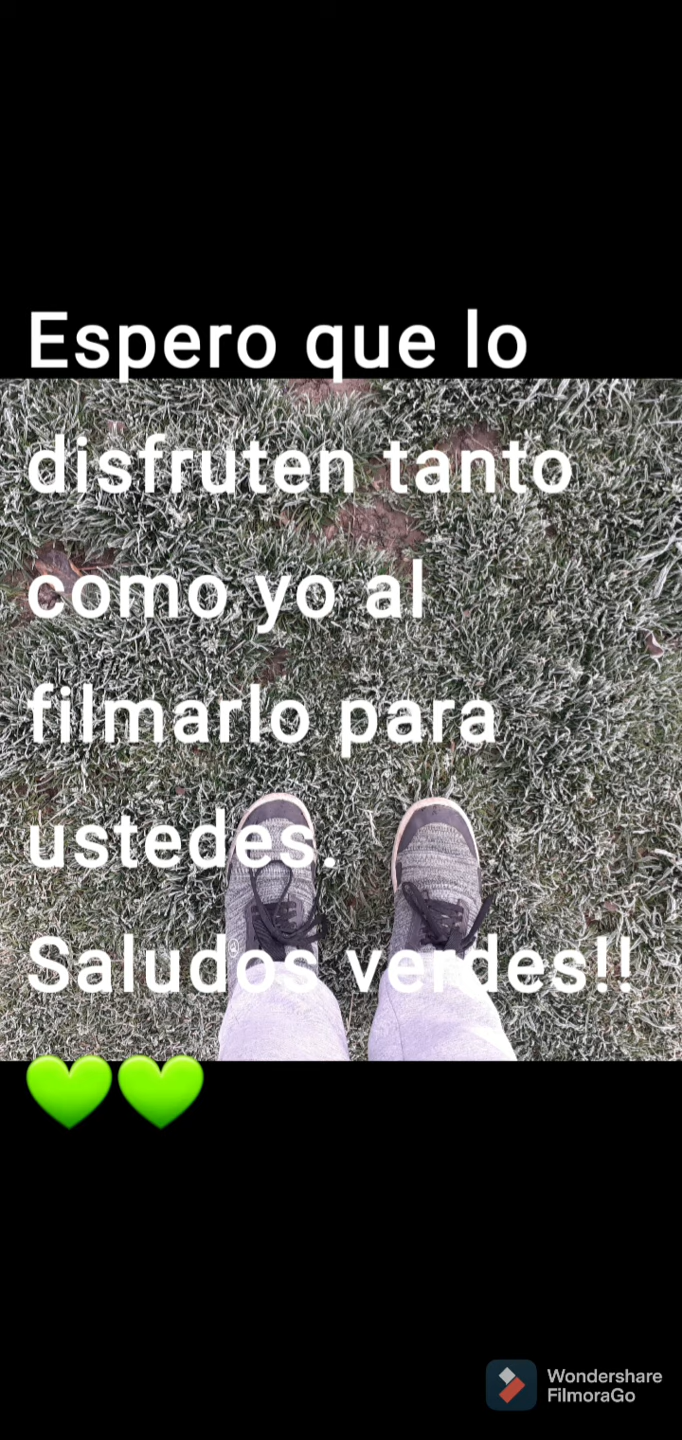 Espero que lo
disfruten tanto
como yo al
filmarlo para
ustedes.
Saludos verdes!!
💚💚
Wondershare
FilmoraGo